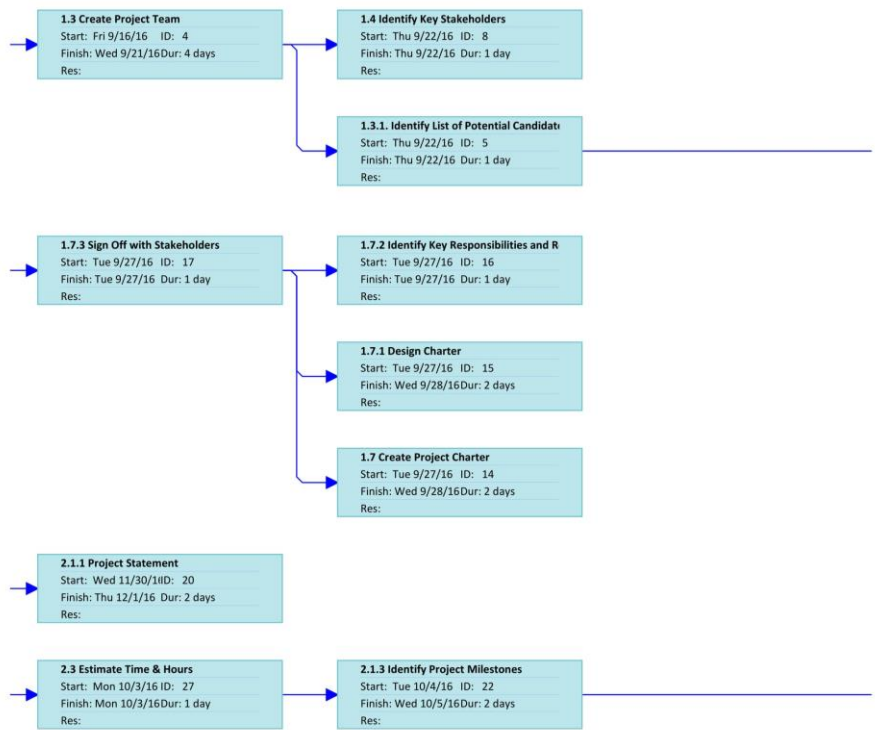 1.3 Create Project Team
Start: Fri 9/16/16 ID: 4
Finish: Wed 9/21/16 Dur: 4 days
Res:
1.4 Identify Key Stakeholders
Start: Thu 9/22/16 ID: 8
Finish: Thu 9/22/16 Dur: 1 day
Res:
1.3.1. Identify List of Potential Candidat
Start: Thu 9/22/16 ID: 5
Finish: Thu 9/22/16 Dur: 1 day
Res:
1.7.3 Sign Off with Stakeholders
Start: Tue 9/27/16 ID: 17
Finish: Tue 9/27/16 Dur: 1 day
Res:
1.7.2 Identify Key Responsibilities and R
Start: Tue 9/27/16 ID: 16
Finish: Tue 9/27/16 Dur: 1 day
Res:
1.7.1 Design Charter
Start: Tue 9/27/16 ID: 15
Finish: Wed 9/28/16 Dur: 2 days
Res:
1.7 Create Project Charter
Start: Tue 9/27/16 ID: 14
Finish: Wed 9/28/16 Dur: 2 days
Res:
2.1.1 Project Statement
Start: Wed 11/30/1 ID: 20
Finish: Thu 12/1/16 Dur: 2 days
Res:
2.3 Estimate Time & Hours
Start: Mon 10/3/16 ID: 27
Finish: Mon 10/3/16 Dur: 1 day
Res:
2.1.3 Identify Project Milestones
Start: Tue 10/4/16 ID: 22
Finish: Wed 10/5/16 Dur: 2 days
Res: